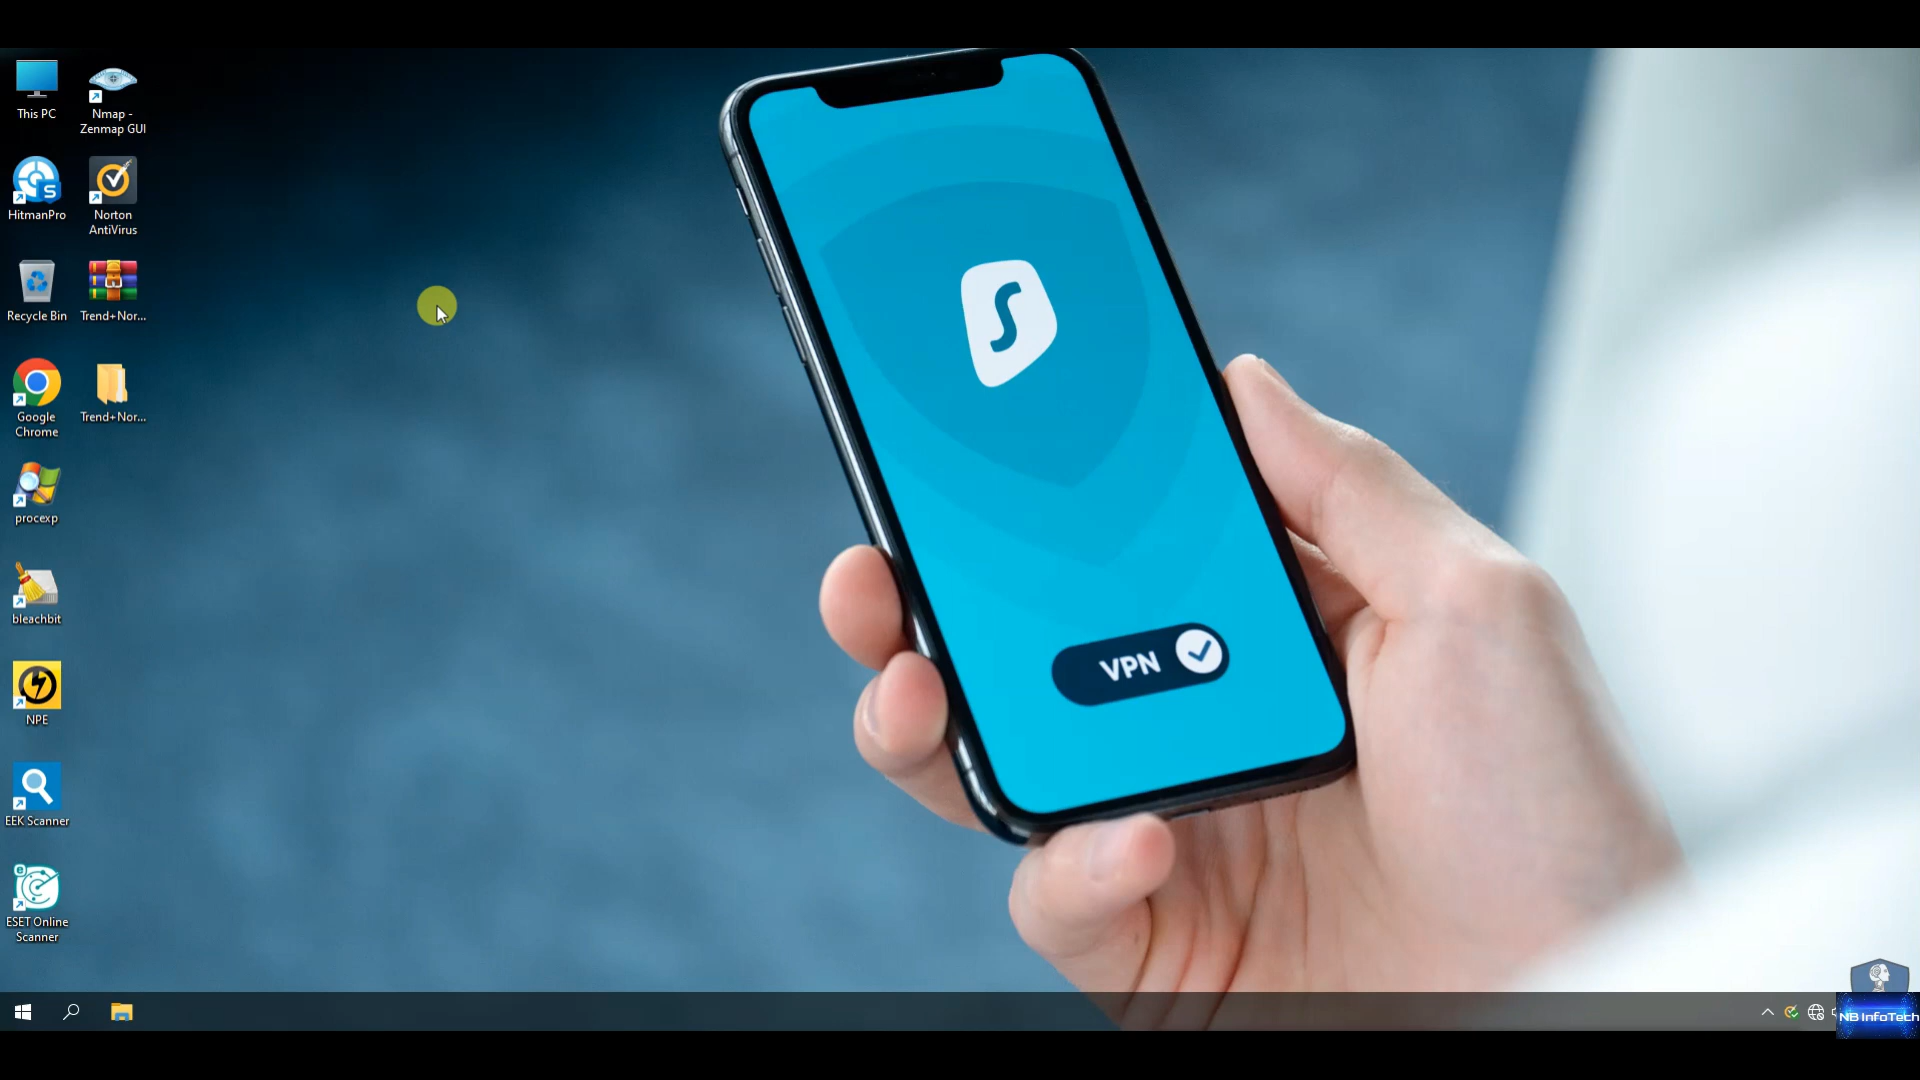 This PC
Nmap -
Zenmap GUI
HitmanPro
Norton
AntiVirus
Recycle Bin
Trend+Nor...
Google
Chrome
Trend+Nor...
procexp
bleachbit
NPE
EEK Scanner
ESET Online
Scanner
VPN
NB InfoTech